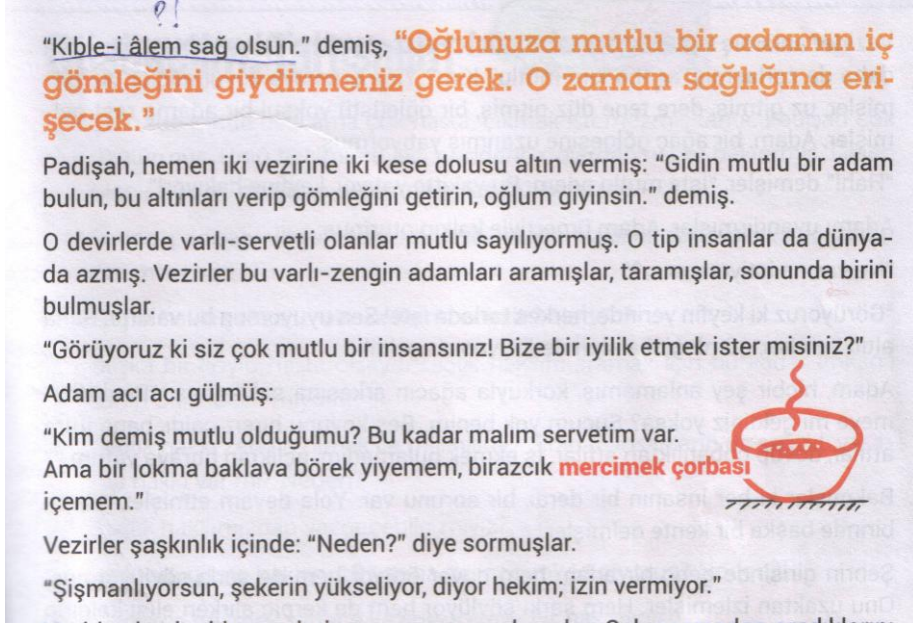 ?!
“Kıble-i âlem sağ olsun.” demiş, “Oğlunuza mutlu bir adamın iç
gömleğini giydirmeniz gerek. O zaman sağlığına eri-
şecek.”
Padişah, hemen iki vezirine iki kese dolusu altın vermiş; “Gidin mutlu bir adam
bulun, bu altınları verip gömleğini getirin, oğlum giyinsin.” demiş.
O devirlerde varlı-servetli olanlar mutlu sayılıyormuş. O tip insanlar da dünya-
da azmış. Vezirler bu varlı-zengin adamları aramışlar, taramışlar, sonunda birini
bulmuşlar.
“Görüyoruz ki siz çok mutlu bir insansınız! Bize bir iyilik etmek ister misiniz?”
Adam acı acı gülmüş:
“Kim demiş mutlu olduğumu? Bu kadar malım servetim var.
Ama bir lokma baklava börek yiyemem, birazcık mercimek çorbası
içemem.”
Vezirler şaşkınlık içinde: “Neden?” diye sormuşlar.
“Şişmanlıyorsun, şekerin yükseliyor, diyor hekim; izin vermiyor.”